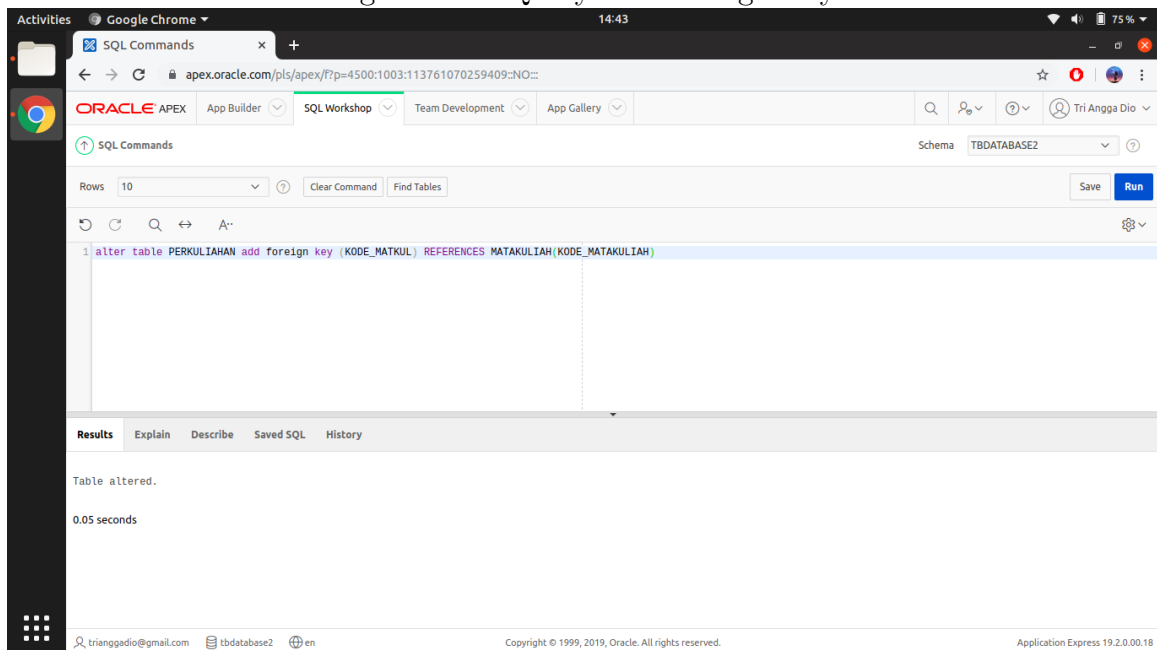 Activities Google Chrome 14:43 75 %
SQL Commands
apex.oracle.com/pls/apex/f?p=4500:1003:113761070259409::NO:::
ORACLE APEX App Builder SQL Workshop Team Development App Gallery Tri Angga Dio
SQL Commands Schema TBDATABASE2
Rows 10 Clear Command Find Tables Save Run
A
1 alter table PERKULIAHAN add foreign key (KODE_MATKUL) REFERENCES MATAKULIAH(KODE_MATAKULIAH)
Results Explain Describe Saved SQL History
Table altered.
0.05 seconds
trianggadio@gmail.com tbdatabase2 en Copyright © 1999, 2019, Oracle. All rights reserved. Application Express 19.2.0.00.18